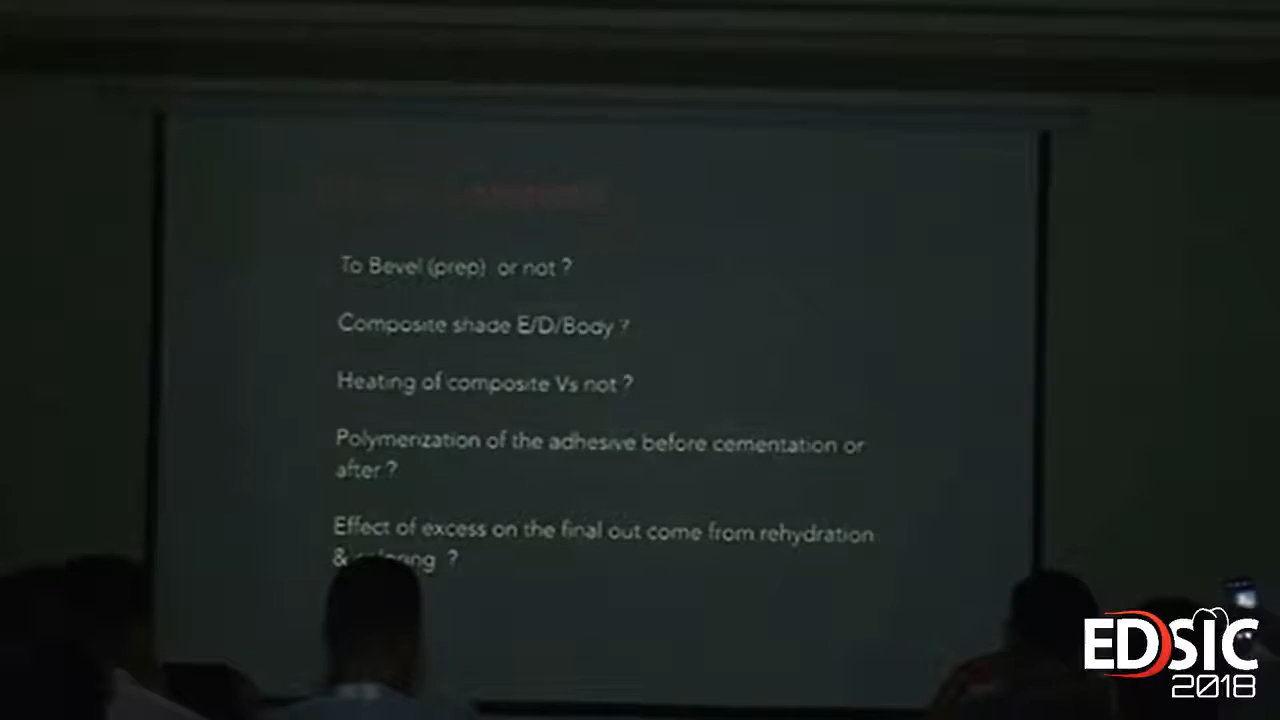 To Bevel (prep) or not ?
Composite shade E/D/Body ?
Heating of composite Vs not ?
Polymerization of the adhesive before cementation or
after ?
Effect of excess on the final out come from rehydration
& ?
EDSIC
2018